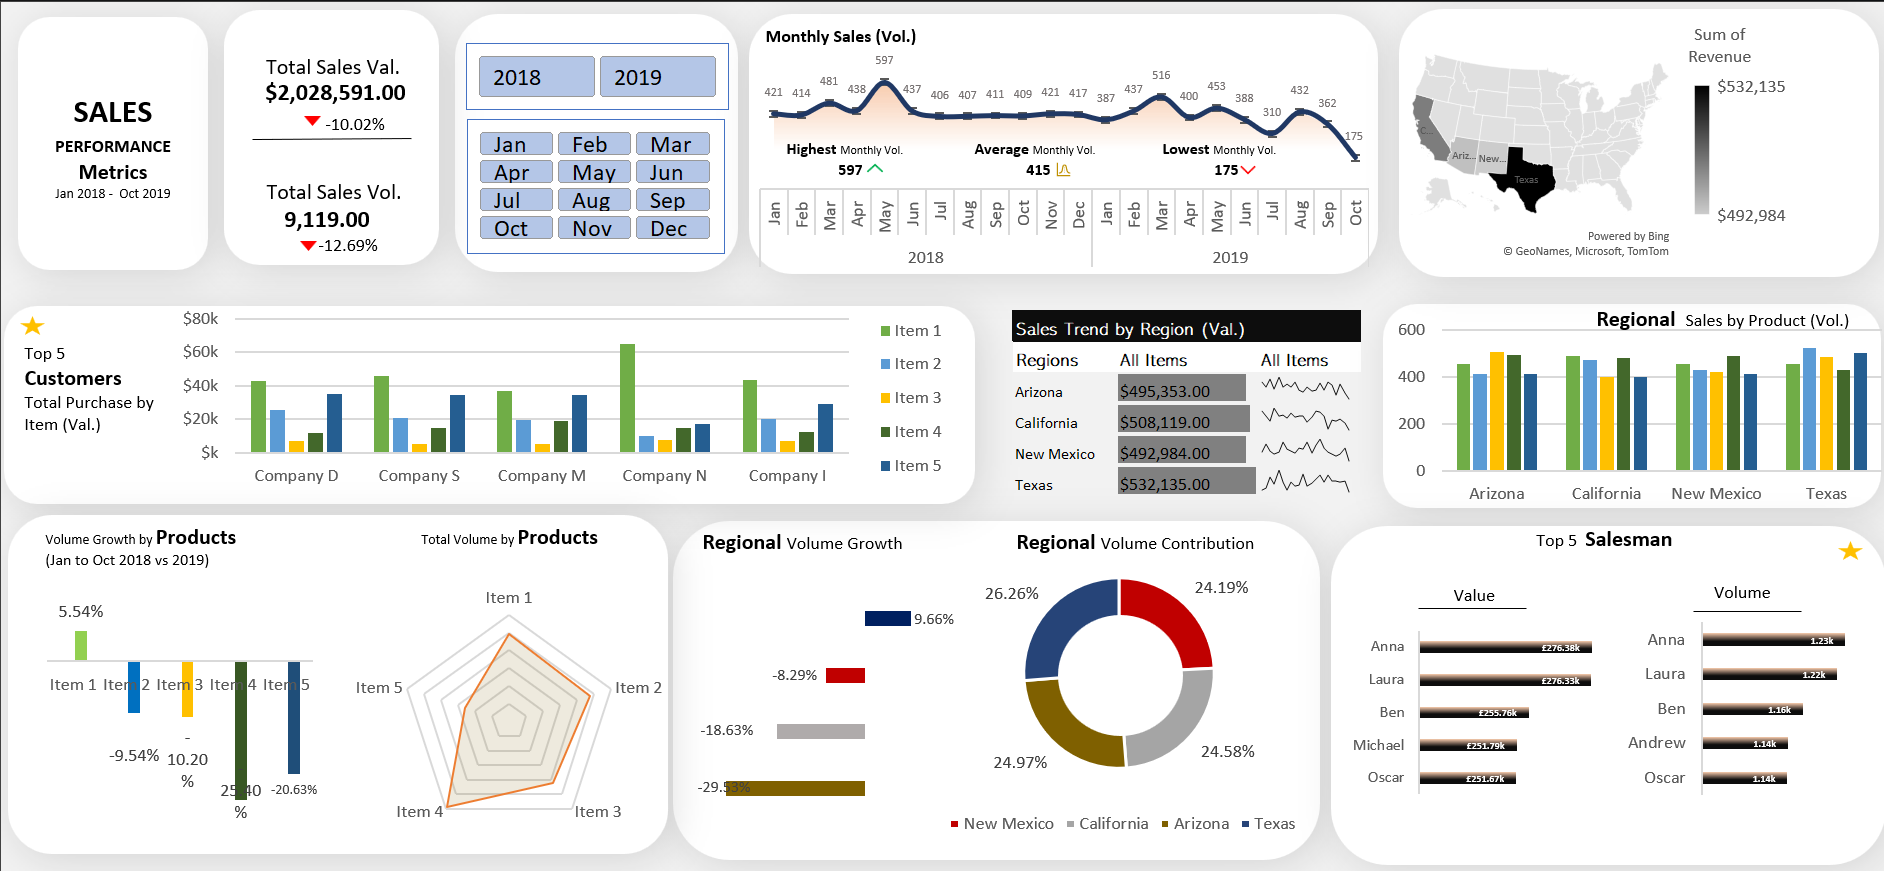 SALES
PERFORMANCE
Metrics
Jan 2018 - Oct 2019
Total Sales Val.
$2,028,591.00
-10.02%
Total Sales Vol.
9,119.00
-12.69%
2018 2019
Jan Feb Mar
Apr May Jun
Jul Aug Sep
Oct Nov Dec
Monthly Sales (Vol.)
421 414 481 438 597 437 406 407 411 409 421 417 387 437 516 400 453 388 310 432 362 175
Highest Monthly Vol.
597
Average Monthly Vol.
415
Lowest Monthly Vol.
175
Jan Feb Mar Apr May Jun Jul Aug Sep Oct Nov Dec Jan Feb Mar Apr May Jun Jul Aug Sep Oct
2018 2019
Sum of
Revenue
$532,135
$492,984
C...
Ariz...
New...
Texas
Powered by Bing
© GeoNames, Microsoft, TomTom
Top 5
Customers
Total Purchase by
Item (Val.)
$80k
$60k
$40k
$20k
$k
Company D Company S Company M Company N Company I
Item 1
Item 2
Item 3
Item 4
Item 5
Sales Trend by Region (Val.)
Regions All Items All Items
Arizona $495,353.00
California $508,119.00
New Mexico $492,984.00
Texas $532,135.00
Regional Sales by Product (Vol.)
600
400
200
0
Arizona California New Mexico Texas
Volume Growth by Products
(Jan to Oct 2018 vs 2019)
5.54%
Item 1 Item 2 Item 3 Item 4 Item 5
-9.54%
-
10.20
%
25.40
%
-20.63%
Total Volume by Products
Item 1
Item 2
Item 3
Item 4
Item 5
Regional Volume Growth
9.66%
-8.29%
-18.63%
-29.53%
Regional Volume Contribution
26.26%
24.19%
24.97%
24.58%
New Mexico California Arizona Texas
Top 5 Salesman
Value
Anna £276.38k
Laura £276.33k
Ben £255.76k
Michael £251.79k
Oscar £251.67k
Volume
Anna 1.23k
Laura 1.22k
Ben 1.16k
Andrew 1.14k
Oscar 1.14k